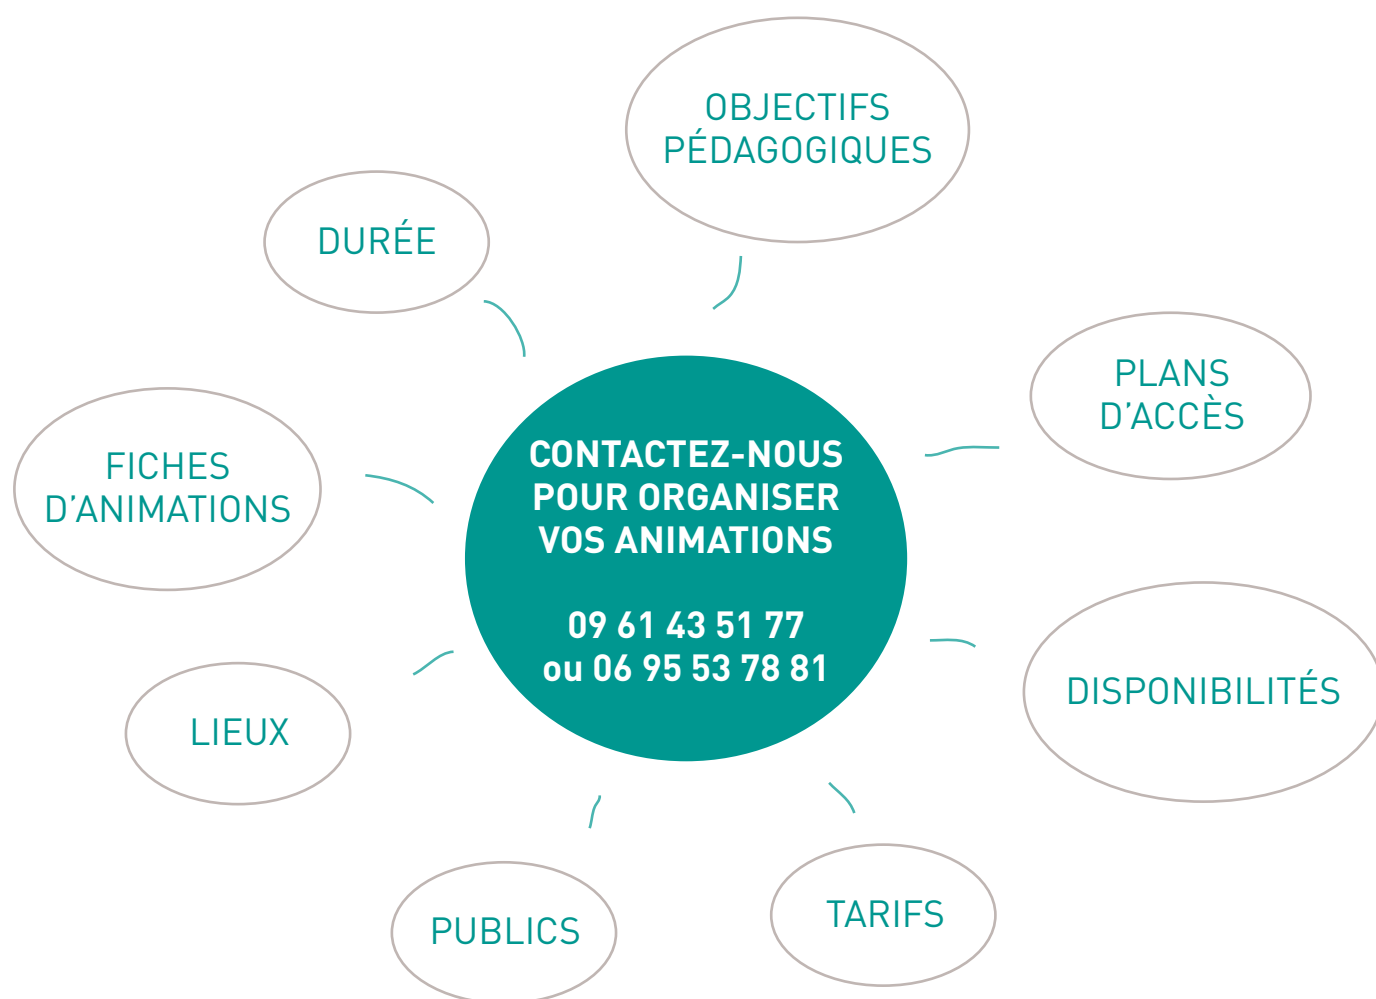 OBJECTIFS
PÉDAGOGIQUES
DURÉE
PLANS
D'ACCÈS
FICHES
D'ANIMATIONS
CONTACTEZ-NOUS
POUR ORGANISER
VOS ANIMATIONS
09 61 43 51 77
ou 06 95 53 78 81
DISPONIBILITÉS
LIEUX
TARIFS
PUBLICS